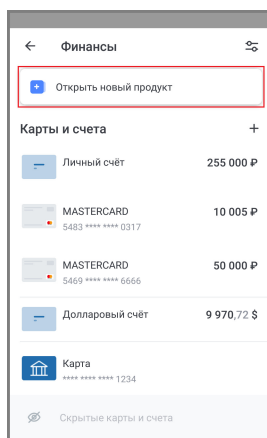 Финансы
Открыть новый продукт
Карты и счета +
Личный счёт 255 000 ₽
MASTERCARD 10 005 ₽
5483 **** **** 0317
MASTERCARD 50 000 ₽
5469 **** **** 6666
Долларовый счёт 9 970,72 $
Карта
**** **** **** 1234
Скрытые карты и счета